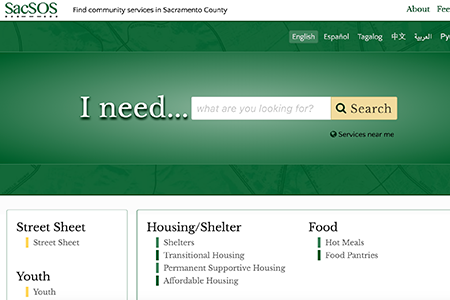 SacSOS Find community services in Sacramento County About Fee
English Español Tagalog 中文 العربية Ру
I need... what are you looking for? Search
Services near me
Street Sheet
Street Sheet
Youth
Youth
Housing/Shelter
Shelters
Transitional Housing
Permanent Supportive Housing
Affordable Housing
Food
Hot Meals
Food Pantries